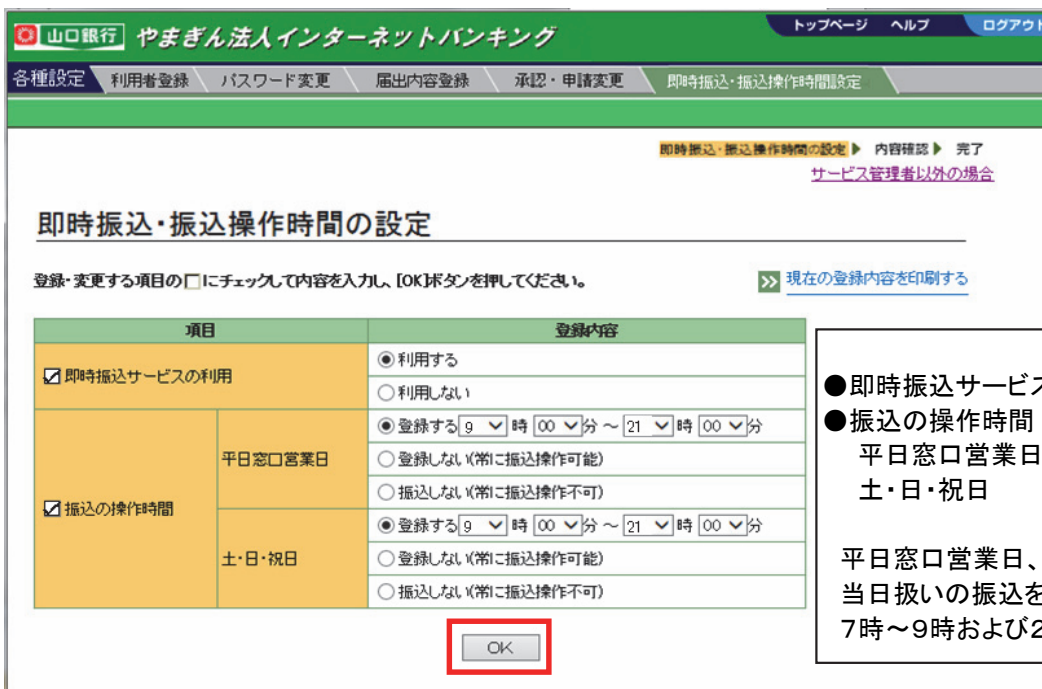 山口銀行 やまぎん法人インターネットバンキング
トップページ ヘルプ ログアウト
各種設定 利用者登録 パスワード変更 届出内容登録 承認・申請変更 即時振込・振込操作時間設定
即時振込・振込操作時間の設定 内容確認 完了
サービス管理者以外の場合
即時振込・振込操作時間の設定
登録・変更する項目の□にチェックして内容を入力し、[OK]ボタンを押してください。
現在の登録内容を印刷する
項目 登録内容
即時振込サービスの利用
利用する
利用しない
振込の操作時間
平日窓口営業日
登録する 9 時 00 分 ~ 21 時 00 分
登録しない(常に振込操作可能)
振込しない(常に振込操作不可)
土・日・祝日
登録する 9 時 00 分 ~ 21 時 00 分
登録しない(常に振込操作可能)
振込しない(常に振込操作不可)
OK
●即時振込サービス
●振込の操作時間
平日窓口営業日
土・日・祝日
平日窓口営業日、
当日扱いの振込を
7時~9時および2